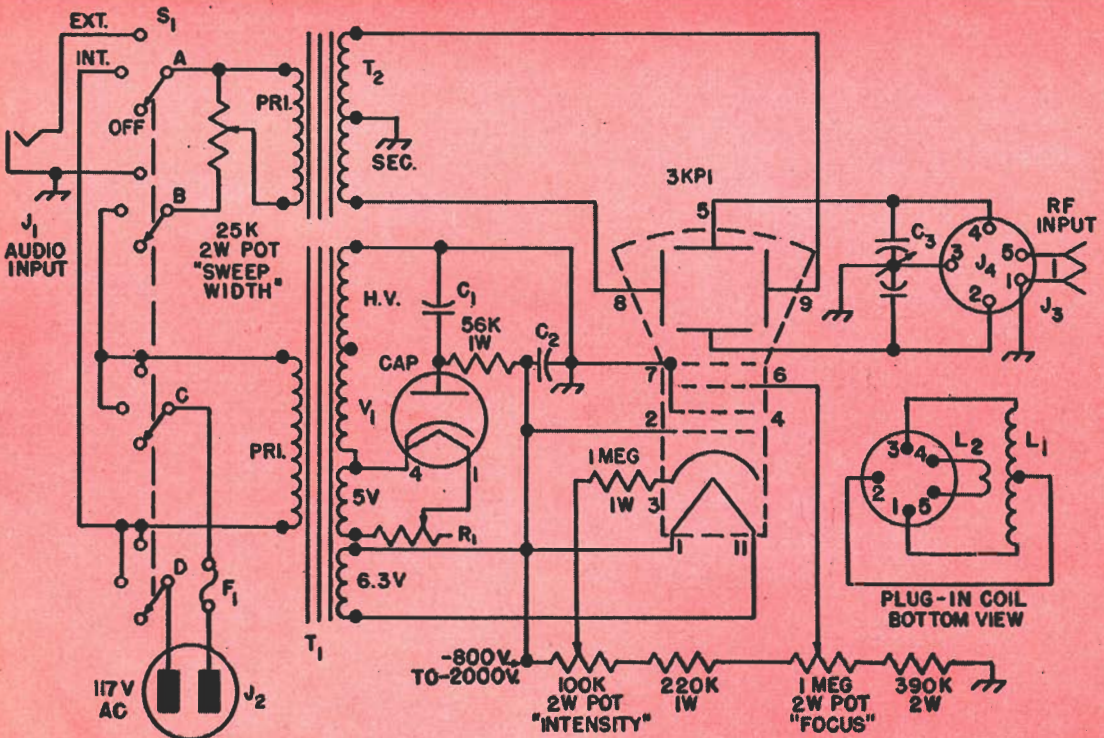 EXT.
S1
INT.
A
OFF
PRI.
T2
SEC.
B
J1
AUDIO
INPUT
25K
2W POT
"SWEEP
WIDTH"
3KP1
5
8
9
C3
4
3
J4
5
1
2
RF
INPUT
1
J3
H.V.
C1
56K
1W
C2
CAP
V1
7
6
2
4
C
PRI.
4
1
1 MEG
1W
3
5V
R1
1
11
6.3V
D
F1
T1
117V
AC
J2
3
4
L2
L1
2
1
5
PLUG-IN COIL
BOTTOM VIEW
-800V
TO-2000V.
100K
2W POT
"INTENSITY"
220K
1W
1 MEG
2W POT
"FOCUS"
390K
2W